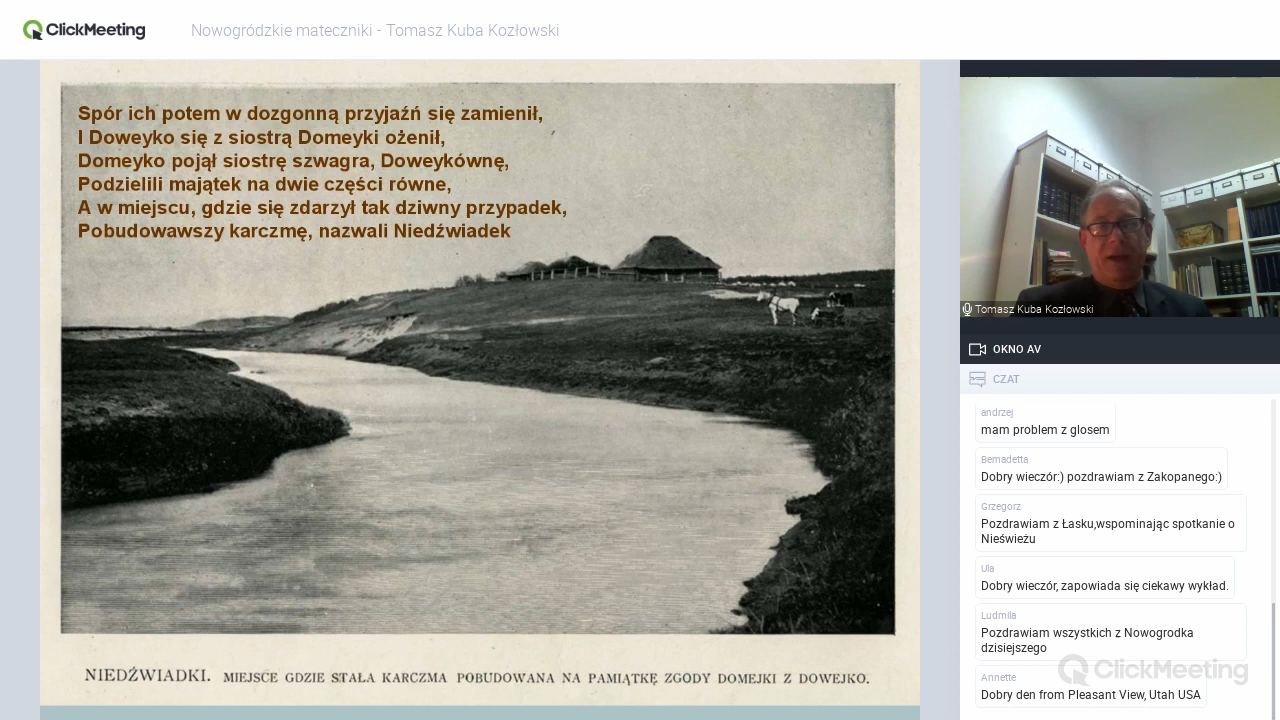 ClickMeeting
Nowogródzkie mateczniki - Tomasz Kuba Kozłowski
Spór ich potem w dozgonną przyjaźń się zamienił,
I Doweyko się z siostrą Domeyki ożenił,
Domeyko pojął siostrę szwagra, Doweykównę,
Podzielili majątek na dwie części równe,
A w miejscu, gdzie się zdarzył tak dziwny przypadek,
Pobudowawszy karczmę, nazwali Niedźwiadek
NIEDŹWIADKI. MIEJSCE GDZIE STAŁA KARCZMA POBUDOWANA NA PAMIĄTKĘ ZGODY DOMEJKI Z DOWEJKO.
Tomasz Kuba Kozłowski
OKNO AV
CZAT
andrzej
mam problem z glosem
Bernadetta
Dobry wieczór:) pozdrawiam z Zakopanego:)
Grzegorz
Pozdrawiam z Łasku,wspominając spotkanie o
Nieświeżu
Ula
Dobry wieczór, zapowiada się ciekawy wykład.
Ludmila
Pozdrawiam wszystkich z Nowogrodka
dzisiejszego
Annette
Dobry den from Pleasant View, Utah USA
ClickMeeting